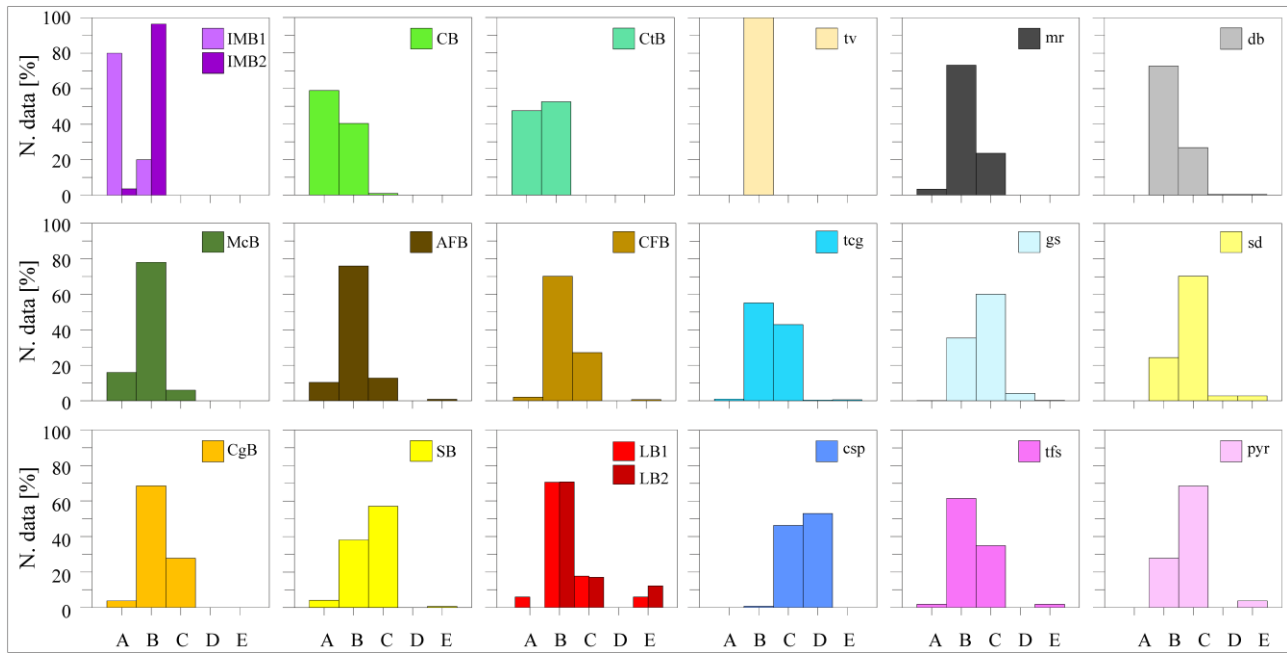 100
80
60
40
20
0
N. data [%]
IMB1
IMB2
CB
CtB
tv
mr
db
100
80
60
40
20
0
N. data [%]
McB
AFB
CFB
tcg
gs
sd
100
80
60
40
20
0
N. data [%]
CgB
SB
LB1
LB2
csp
tfs
pyr
A B C D E
A B C D E
A B C D E
A B C D E
A B C D E
A B C D E